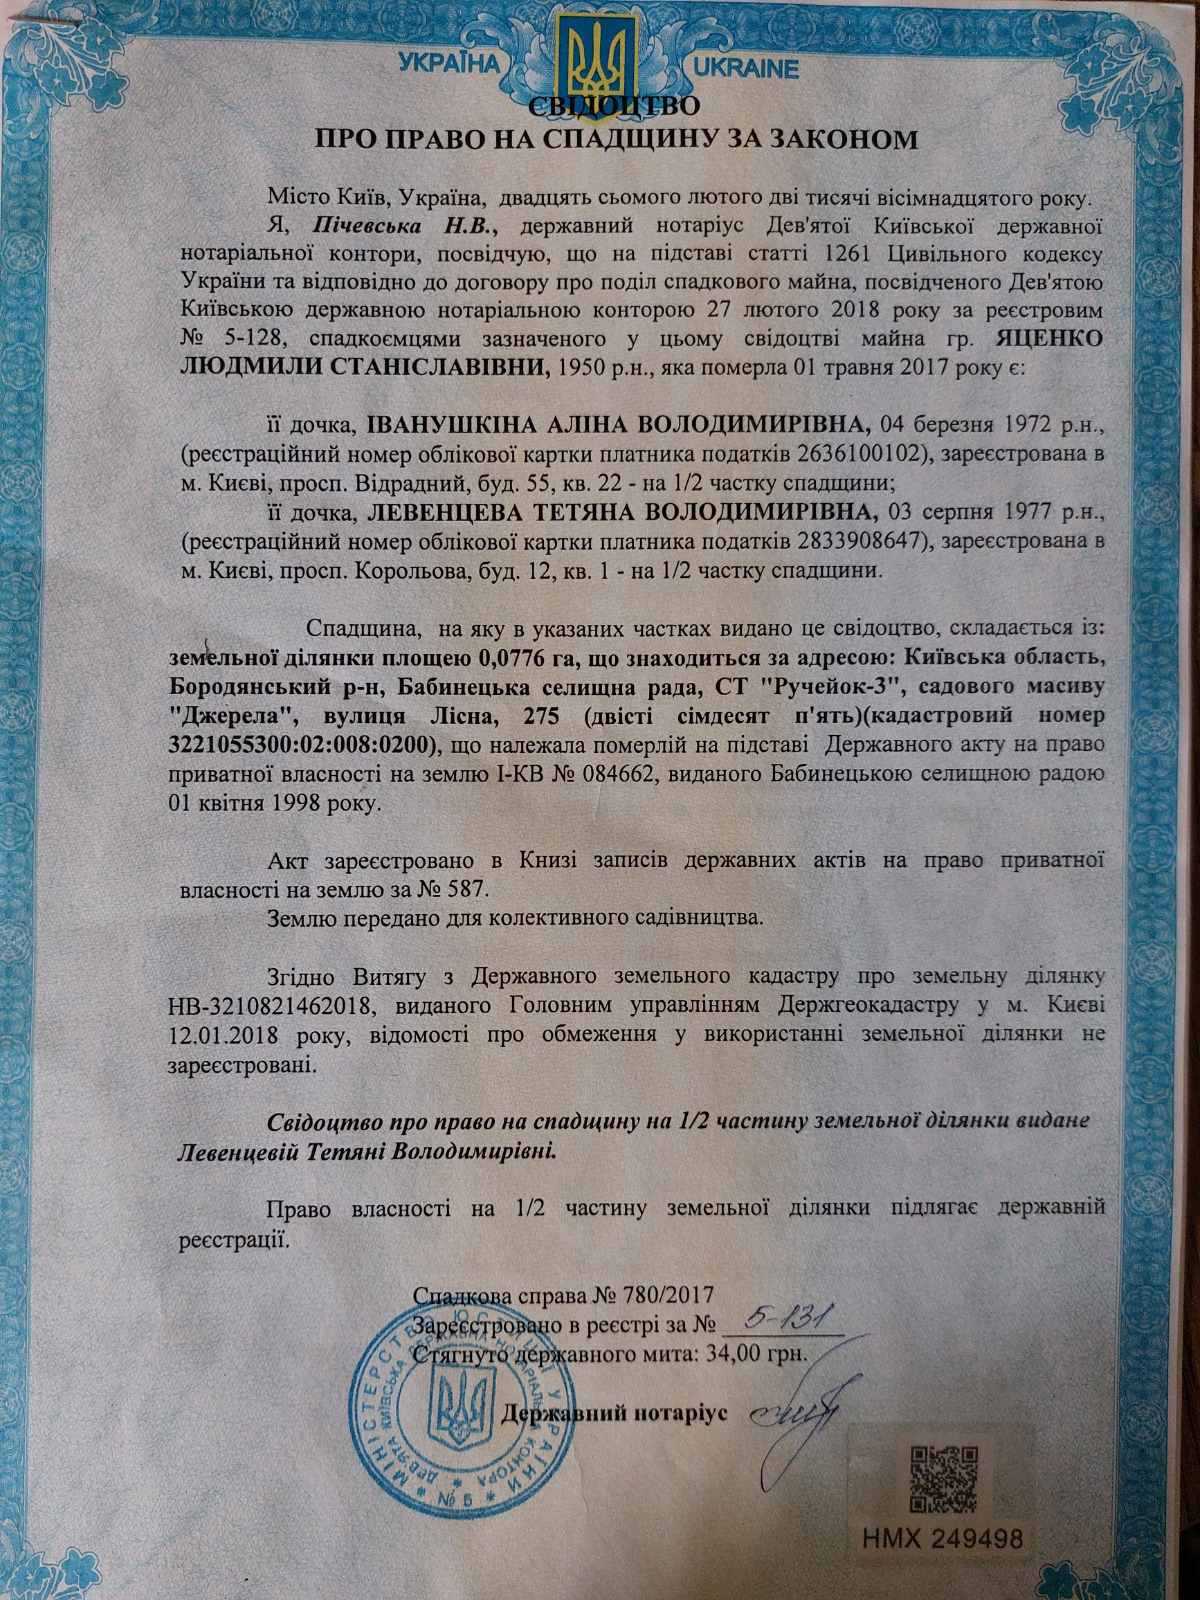 УКРАЇНА UKRAINE
СВІДОЦТВО
ПРО ПРАВО НА СПАДЩИНУ ЗА ЗАКОНОМ
Місто Київ, Україна, двадцять сьомого лютого дві тисячі вісімнадцятого року.
Я, Пічевська Н.В., державний нотаріус Дев'ятої Київської державної
нотаріальної контори, посвідчую, що на підставі статті 1261 Цивільного кодексу
України та відповідно до договору про поділ спадкового майна, посвідченого Дев'ятою
Київською державною нотаріальною конторою 27 лютого 2018 року за реєстровим
№ 5-128, спадкоємцями зазначеного у цьому свідоцтві майна гр. ЯЦЕНКО
ЛЮДМИЛИ СТАНІСЛАВІВНИ, 1950 р.н., яка померла 01 травня 2017 року є:
її дочка, ІВАНУШКІНА АЛІНА ВОЛОДИМИРІВНА, 04 березня 1972 р.н.,
(реєстраційний номер облікової картки платника податків 2636100102), зареєстрована в
м. Києві, просп. Відрадний, буд. 55, кв. 22 - на 1/2 частку спадщини;
її дочка, ЛЕВЕНЦЕВА ТЕТЯНА ВОЛОДИМИРІВНА, 03 серпня 1977 р.н.,
(реєстраційний номер облікової картки платника податків 2833908647), зареєстрована в
м. Києві, просп. Корольова, буд. 12, кв. 1 - на 1/2 частку спадщини.
Спадщина, на яку в указаних частках видано це свідоцтво, складається із:
земельної ділянки площею 0,0776 га, що знаходиться за адресою: Київська область,
Бородянський р-н, Бабинецька селищна рада, СТ "Ручейок-3", садового масиву
"Джерела", вулиця Лісна, 275 (двісті сімдесят п'ять)(кадастровий номер
3221055300:02:008:0200), що належала померлій на підставі Державного акту на право
приватної власності на землю І-КВ № 084662, виданого Бабинецькою селищною радою
01 квітня 1998 року.
Акт зареєстровано в Книзі записів державних актів на право приватної
власності на землю за № 587.
Землю передано для колективного садівництва.
Згідно Витягу з Державного земельного кадастру про земельну ділянку
НВ-3210821462018, виданого Головним управлінням Держгеокадастру у м. Києві
12.01.2018 року, відомості про обмеження у використанні земельної ділянки не
зареєстровані.
Свідоцтво про право на спадщину на 1/2 частину земельної ділянки видане
Левенцевій Тетяні Володимирівні.
Право власності на 1/2 частину земельної ділянки підлягає державній
реєстрації.
Спадкова справа № 780/2017
Зареєстровано в реєстрі за № 5-131
Стягнуто державного мита: 34,00 грн.
Державний нотаріус
МІНІСТЕРСТВО ЮСТИЦІЇ УКРАЇНИ
ДЕВ'ЯТА КИЇВСЬКА ДЕРЖАВНА НОТАРІАЛЬНА КОНТОРА
№ 5
НМХ 249498